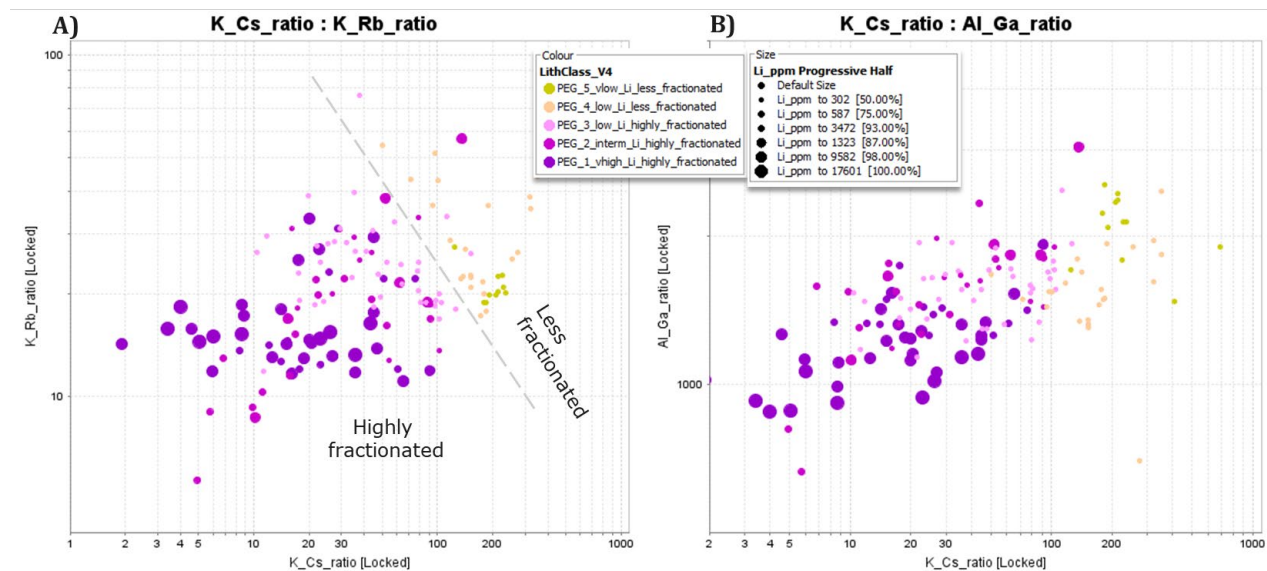 A)
K_Cs_ratio : K_Rb_ratio
100
10
K_Rb_ratio [Locked]
1
2
3
4
5
10
20
30
100
200
1000
K_Cs_ratio [Locked]
Highly
fractionated
Less
fractionated
Colour
LithClass_V4
PEG_5_vlow_Li_less_fractionated
PEG_4_low_Li_less_fractionated
PEG_3_low_Li_highly_fractionated
PEG_2_interm_Li_highly_fractionated
PEG_1_vhigh_Li_highly_fractionated
B)
K_Cs_ratio : Al_Ga_ratio
Size
Li_ppm Progressive Half
Default Size
Li_ppm to 302 [50.00%]
Li_ppm to 587 [75.00%]
Li_ppm to 3472 [93.00%]
Li_ppm to 1323 [87.00%]
Li_ppm to 9582 [98.00%]
Li_ppm to 17601 [100.00%]
Al_Ga_ratio [Locked]
1000
2
3
4
5
10
20
30
100
200
1000
K_Cs_ratio [Locked]